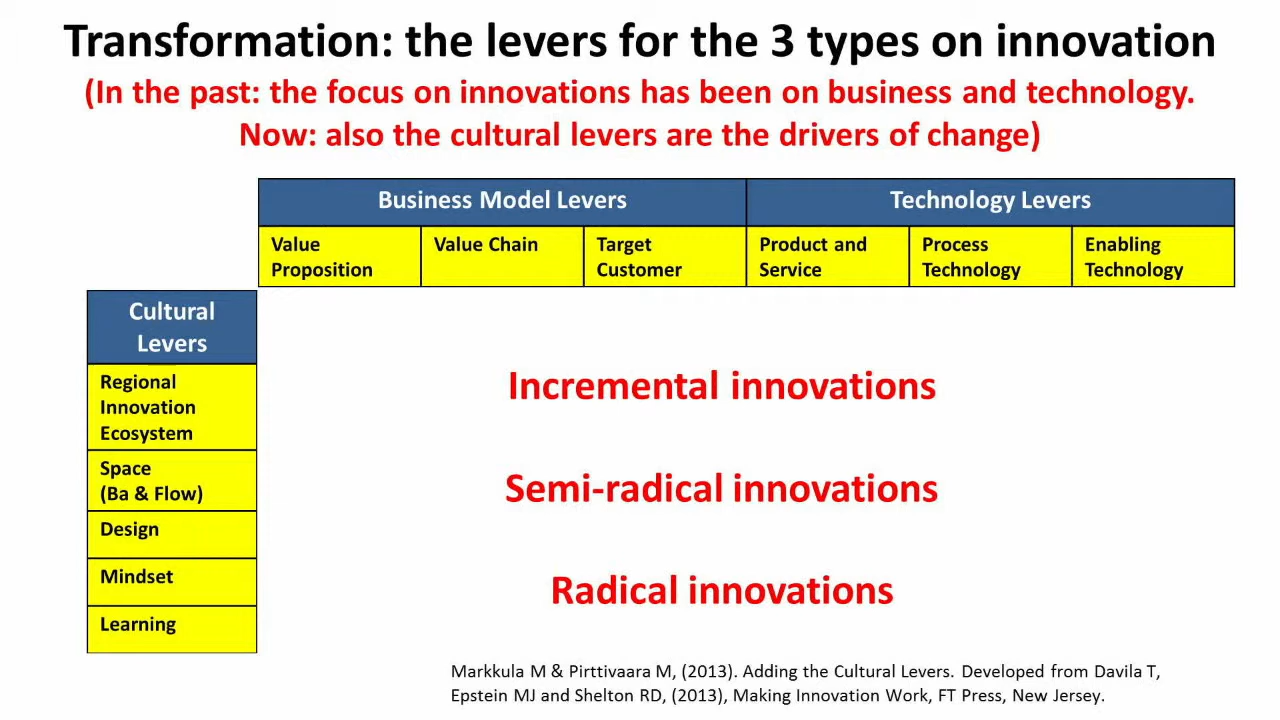 Transformation: the levers for the 3 types on innovation
(In the past: the focus on innovations has been on business and technology.
Now: also the cultural levers are the drivers of change)
Business Model Levers
Technology Levers
Value
Proposition
Value Chain
Target
Customer
Product and
Service
Process
Technology
Enabling
Technology
Cultural
Levers
Regional
Innovation
Ecosystem
Space
(Ba & Flow)
Design
Mindset
Learning
Incremental innovations
Semi-radical innovations
Radical innovations
Markkula M & Pirttivaara M, (2013). Adding the Cultural Levers. Developed from Davila T,
Epstein MJ and Shelton RD, (2013), Making Innovation Work, FT Press, New Jersey.